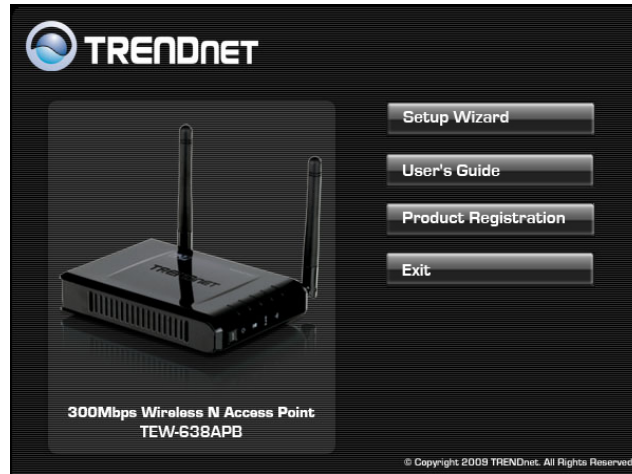 TRENDNET
Setup Wizard
User's Guide
Product Registration
Exit
TRENDNET
300Mbps Wireless N Access Point
TEW-638APB
© Copyright 2009 TRENDnet. All Rights Reserved